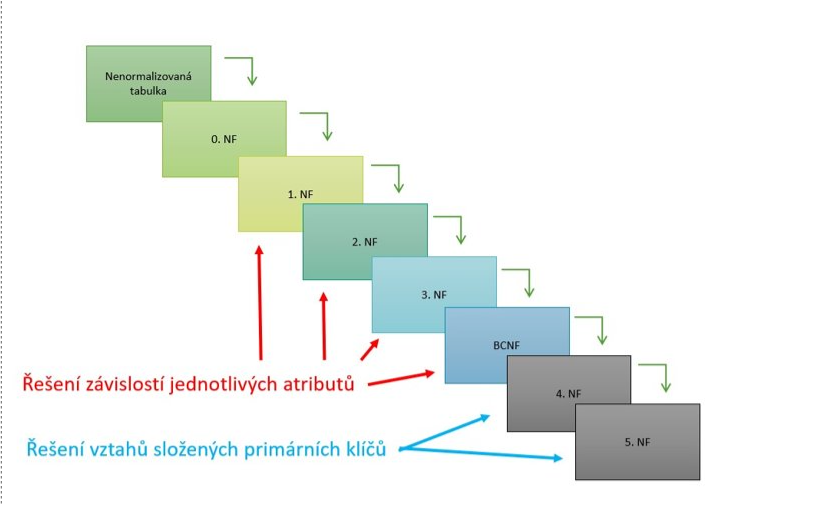 Nenormalizovaná
tabulka
0. NF
1. NF
2. NF
3. NF
BCNF
4. NF
5. NF
Řešení závislostí jednotlivých atributů
Řešení vztahů složených primárních klíčů